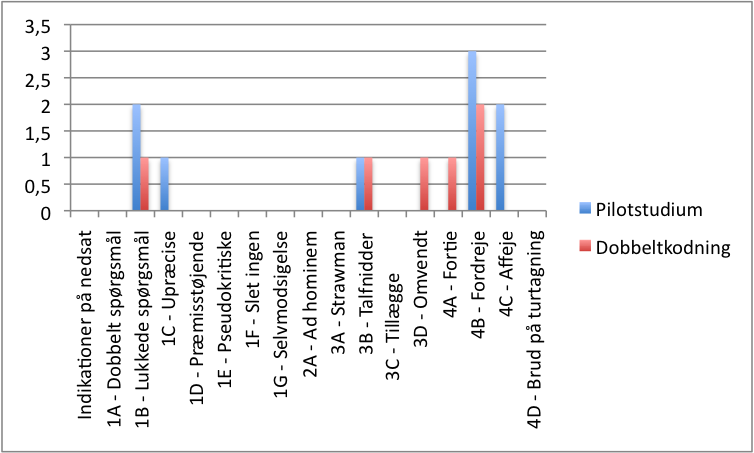 3,5
3
2,5
2
1,5
1
0,5
0
Indikationer på nedsat
1A - Dobbelt spørgsmål
1B - Lukkede spørgsmål
1C - Upræcise
1D - Præmisstøjende
1E - Pseudokritiske
1F - Slet ingen
1G - Selvmodsigelse
2A - Ad hominem
3A - Strawman
3B - Talfnidder
3C - Tillægge
3D - Omvendt
4A - Fortie
4B - Fordreje
4C - Affeje
4D - Brud på turtagning
Pilotstudium
Dobbeltkodning